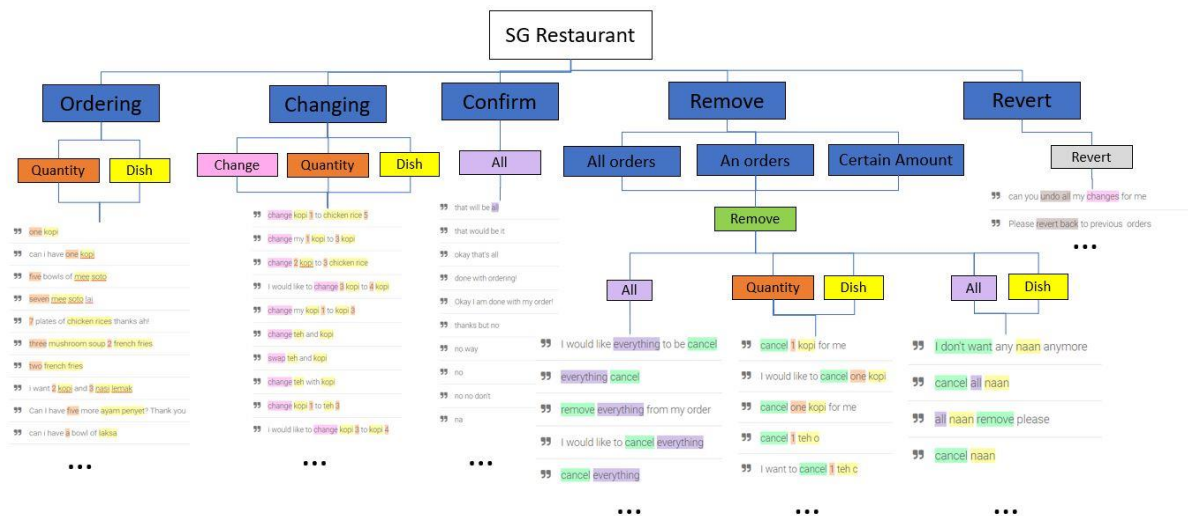 SG Restaurant
Ordering
Changing
Confirm
Remove
Revert
Quantity
Dish
Change
Quantity
Dish
All
All orders
An orders
Certain Amount
Revert
Remove
All
Quantity
Dish
All
Dish
one kopi
can i have one kopi
five bowls of mee soto
seven mee soto lai
7 plates of chicken rices thanks ah!
three mushroom soup 2 french fries
two french fries
i want 2 kopi and 3 nasi lemak
Can I have five more ayam penyet? Thank you
can i have a bowl of laksa
...
change kopi 1 to chicken rice 5
change my 1 kopi to 3 kopi
change 2 kopi to 3 chicken rice
I would like to change 3 kopi to 4 kopi
change my kopi 1 to kopi 3
change teh and kopi
swap teh and kopi
change teh with kopi
change kopi 1 to teh 3
i would like to change kopi 3 to kopi 4
...
that will be all
that would be it
okay that's all
done with ordering!
Okay I am done with my order!
thanks but no
no way
no
no no don't
na
...
I would like everything to be cancel
everything cancel
remove everything from my order
I would like to cancel everything
cancel everything
...
cancel 1 kopi for me
I would like to cancel one kopi
cancel one kopi for me
cancel 1 teh o
I want to cancel 1 teh c
...
I don't want any naan anymore
cancel all naan
all naan remove please
cancel naan
...
can you undo all my changes for me
Please revert back to previous orders
...